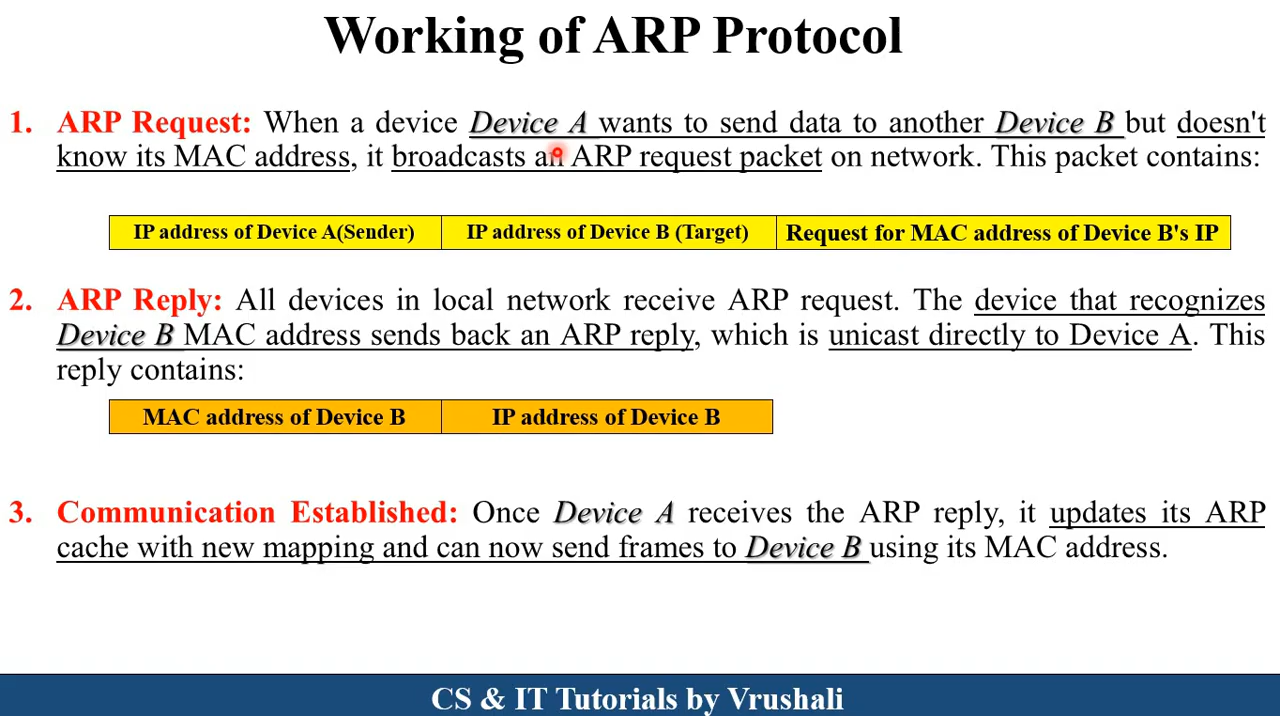 Working of ARP Protocol
1. ARP Request: When a device Device A wants to send data to another Device B but doesn't
know its MAC address, it broadcasts an ARP request packet on network. This packet contains:
IP address of Device A(Sender) IP address of Device B (Target) Request for MAC address of Device B's IP
2. ARP Reply: All devices in local network receive ARP request. The device that recognizes
Device B MAC address sends back an ARP reply, which is unicast directly to Device A. This
reply contains:
MAC address of Device B IP address of Device B
3. Communication Established: Once Device A receives the ARP reply, it updates its ARP
cache with new mapping and can now send frames to Device B using its MAC address.
CS & IT Tutorials by Vrushali